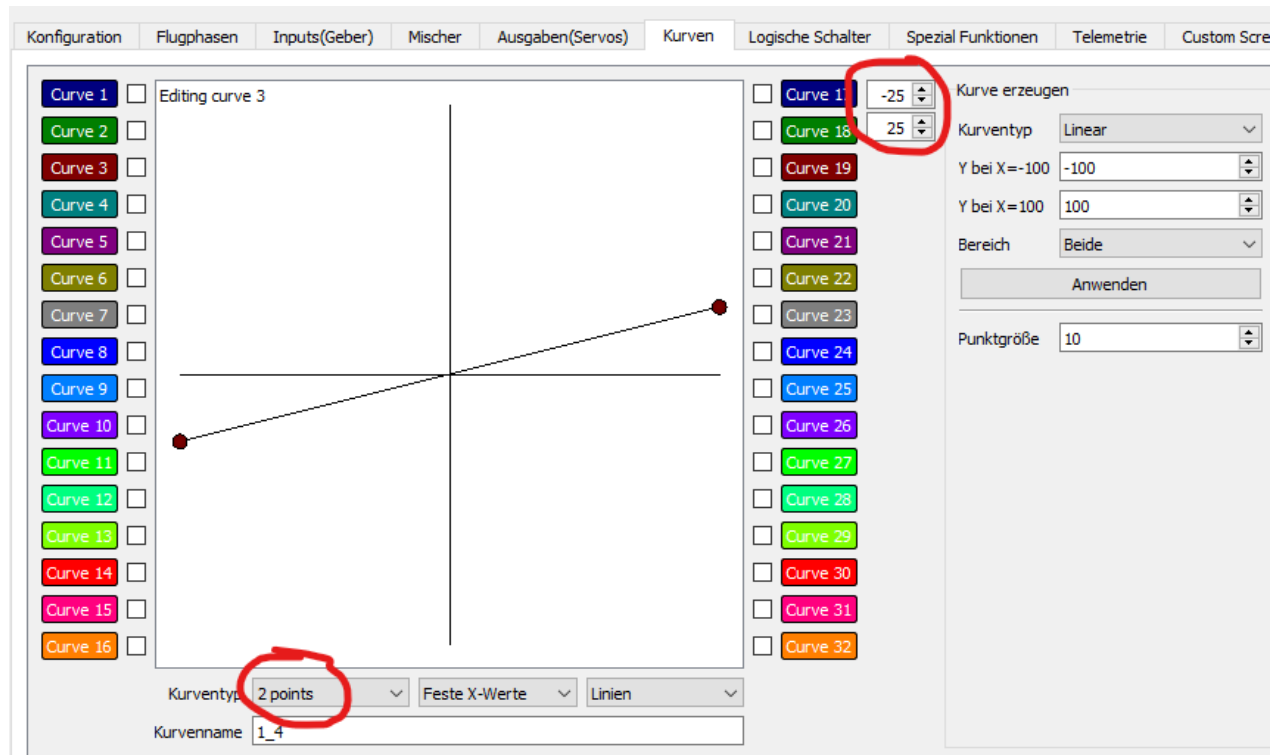 Konfiguration Flugphasen Inputs(Geber) Mischer Ausgaben(Servos) Kurven Logische Schalter Spezial Funktionen Telemetrie Custom Scre
Editing curve 3
Curve 1 Curve 17 -25
Curve 2 Curve 18 25
Curve 3 Curve 19
Curve 4 Curve 20
Curve 5 Curve 21
Curve 6 Curve 22
Curve 7 Curve 23
Curve 8 Curve 24
Curve 9 Curve 25
Curve 10 Curve 26
Curve 11 Curve 27
Curve 12 Curve 28
Curve 13 Curve 29
Curve 14 Curve 30
Curve 15 Curve 31
Curve 16 Curve 32
Kurve erzeugen
Kurventyp Linear
Y bei X=-100 -100
Y bei X=100 100
Bereich Beide
Anwenden
Punktgröße 10
Kurventyp 2 points Feste X-Werte Linien
Kurvenname 1_4